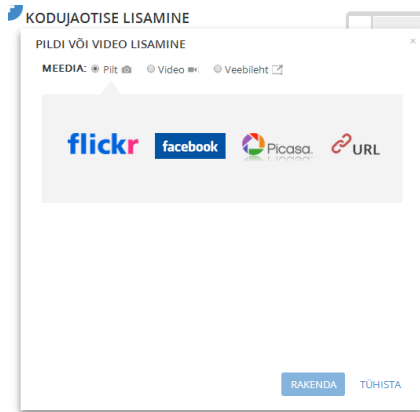 KODUJAOTISE LISAMINE
PILDI VÕI VIDEO LISAMINE ×
MEEDIA: Pilt Video Veebileht
flickr facebook Picasa. URL
RAKENDA TÜHISTA